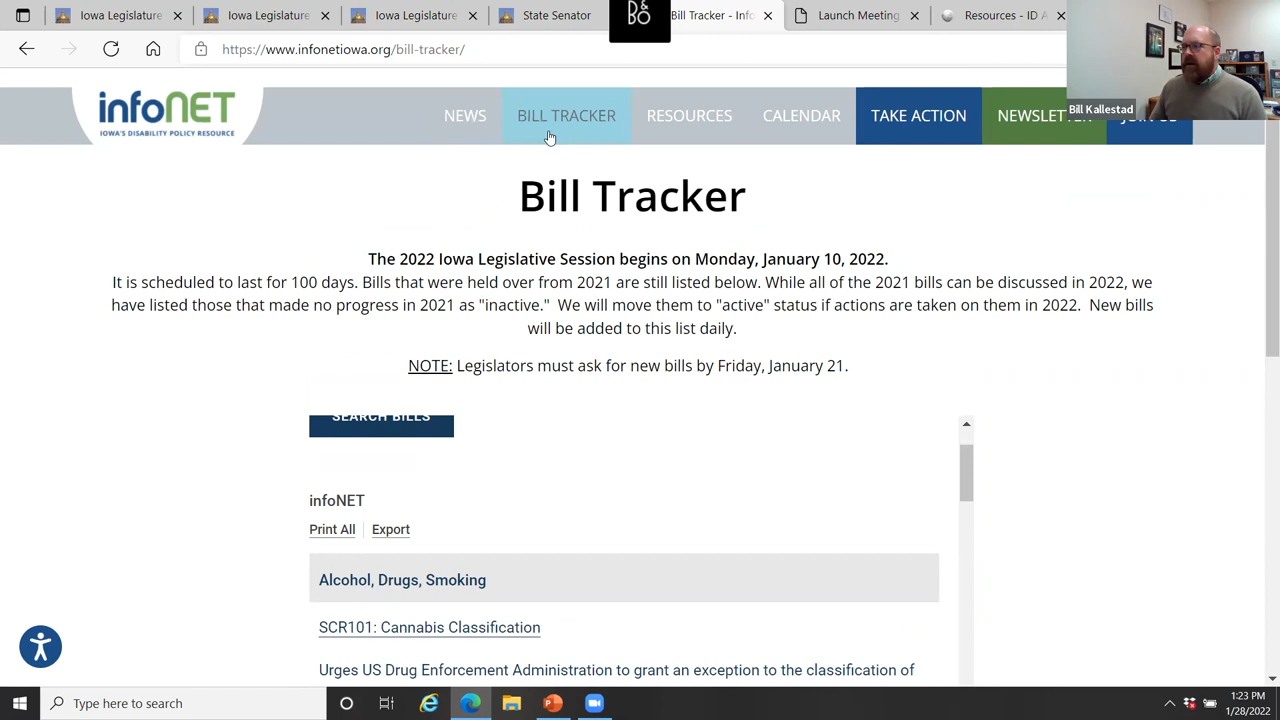 Iowa Legislature
Iowa Legislature
Iowa Legislature
State Senator
Bill Tracker - Info
Launch Meeting
Resources - ID A
D
&BO
https://www.infonetiowa.org/bill-tracker/
Bill Kallestad
infoNET
IOWA'S DISABILITY POLICY RESOURCE
NEWS
BILL TRACKER
RESOURCES
CALENDAR
TAKE ACTION
NEWSLETTER
JOIN US
Bill Tracker
The 2022 Iowa Legislative Session begins on Monday, January 10, 2022.
It is scheduled to last for 100 days. Bills that were held over from 2021 are still listed below. While all of the 2021 bills can be discussed in 2022, we
have listed those that made no progress in 2021 as "inactive." We will move them to "active" status if actions are taken on them in 2022. New bills
will be added to this list daily.
NOTE: Legislators must ask for new bills by Friday, January 21.
SEARCH BILLS
infoNET
Print All
Export
Alcohol, Drugs, Smoking
SCR101: Cannabis Classification
Urges US Drug Enforcement Administration to grant an exception to the classification of
Type here to search
1:23 PM
1/28/2022